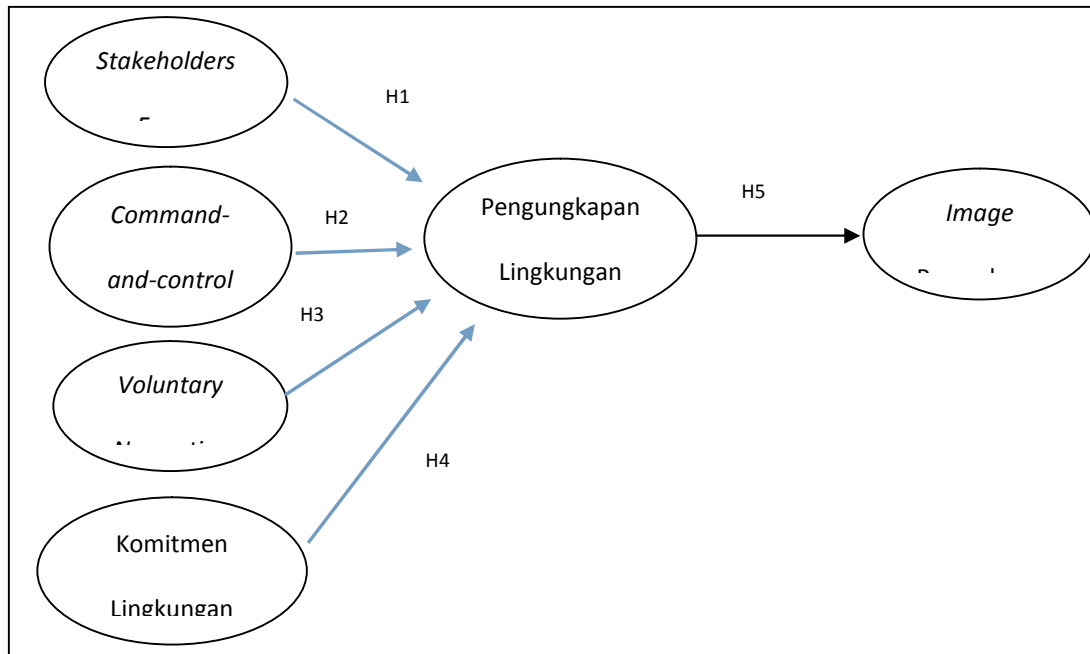 Stakeholders
H1
Command-
and-control
H2
Pengungkapan
Lingkungan
H5
Image
H3
Voluntary
H4
Komitmen
Lingkungan